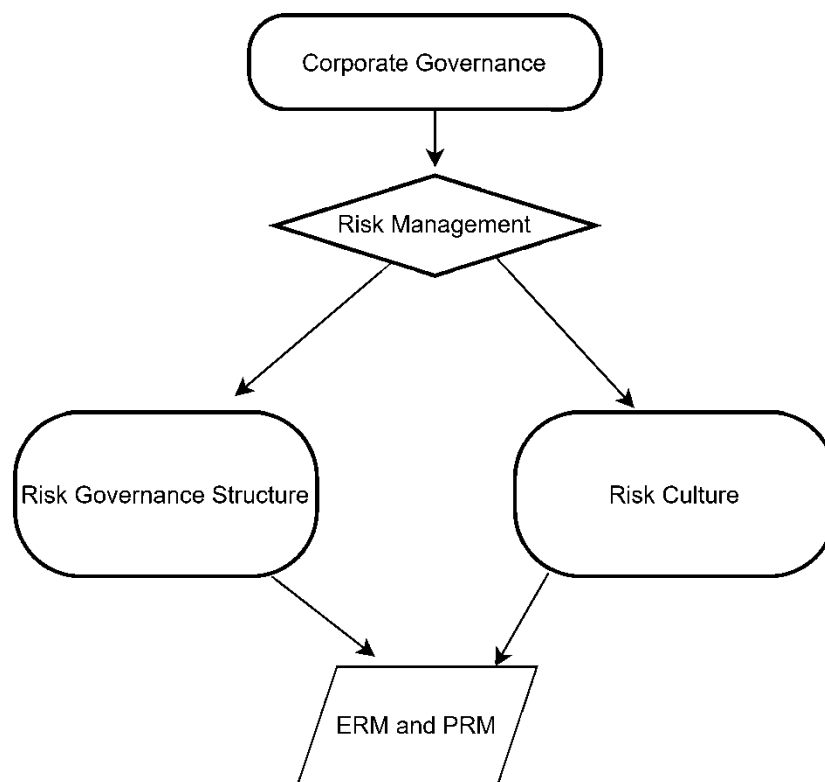 Corporate Governance
Risk Management
Risk Governance Structure
Risk Culture
ERM and PRM